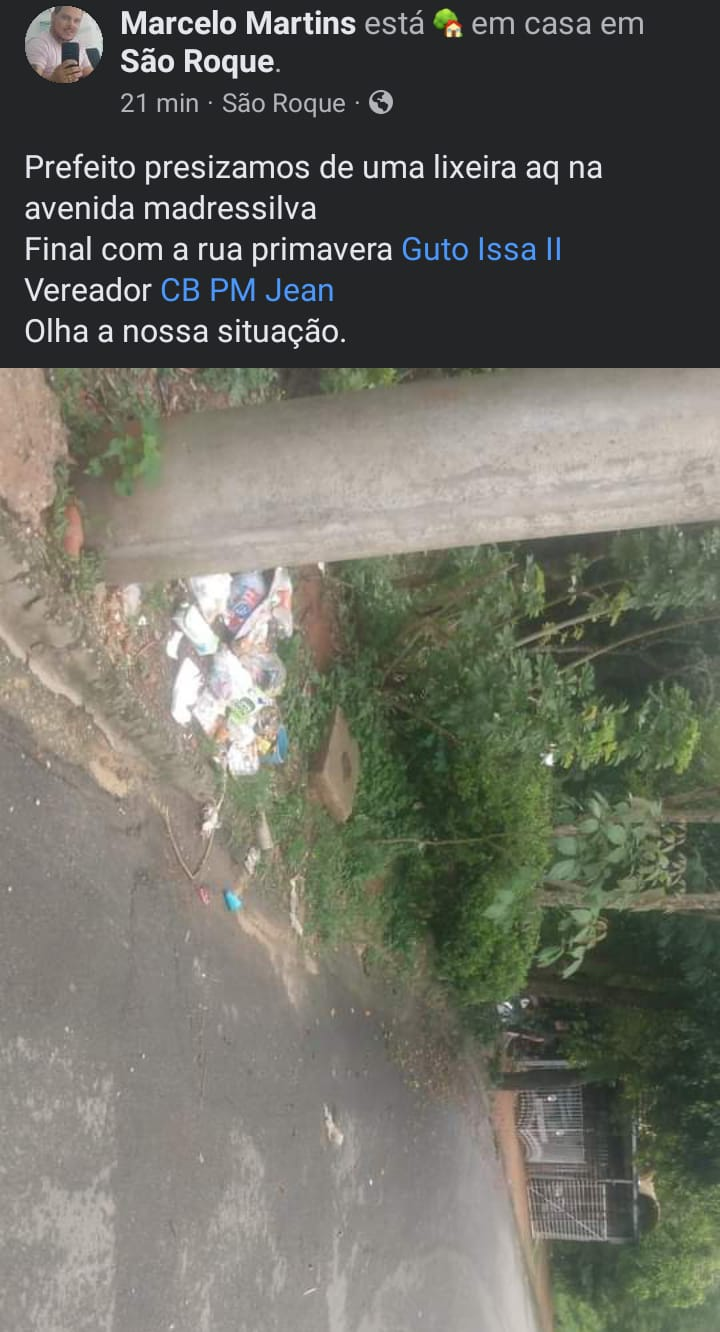 Marcelo Martins está em casa em
São Roque.
21 min · São Roque ·
Prefeito presizamos de uma lixeira aq na
avenida madressilva
Final com a rua primavera Guto Issa II
Vereador CB PM Jean
Olha a nossa situação.